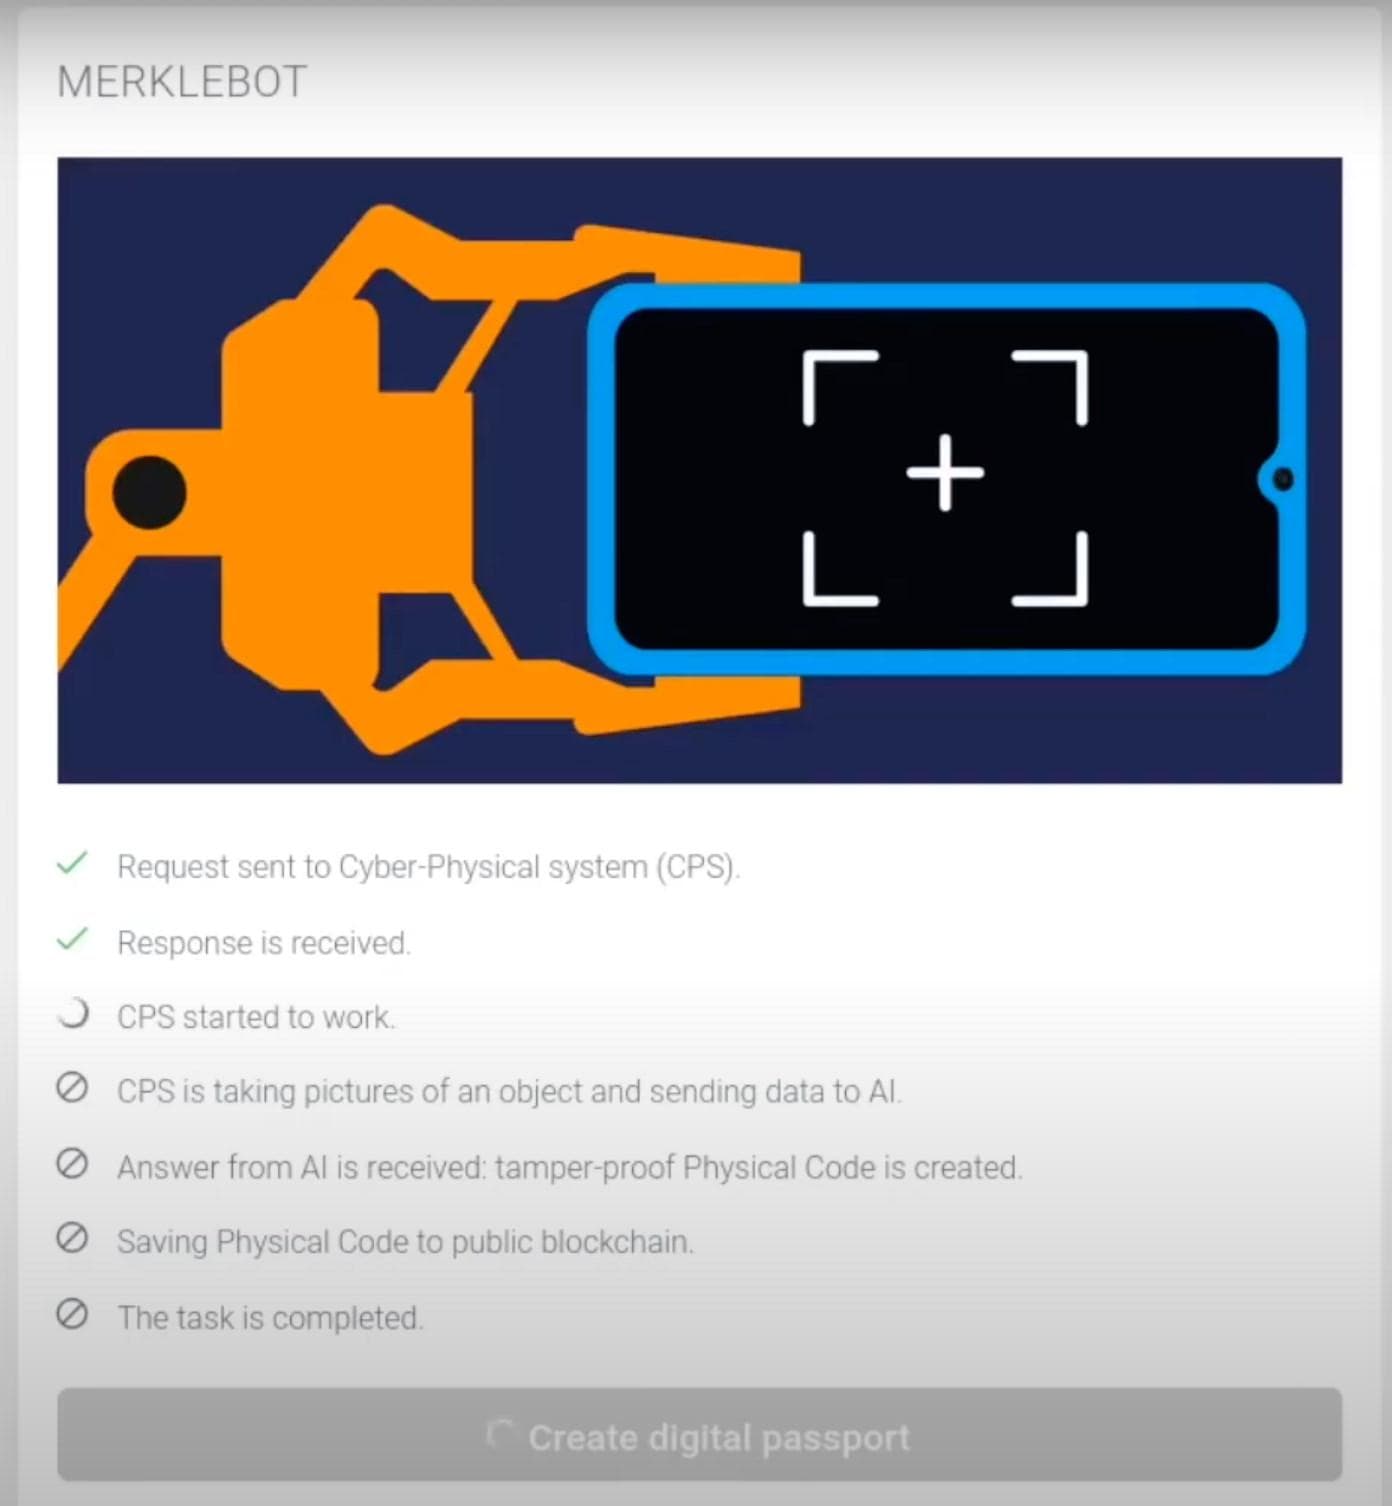 MERKLEBOT
Request sent to Cyber-Physical system (CPS).
Response is received.
CPS started to work.
CPS is taking pictures of an object and sending data to AI.
Answer from AI is received: tamper-proof Physical Code is created.
Saving Physical Code to public blockchain.
The task is completed.
Create digital passport